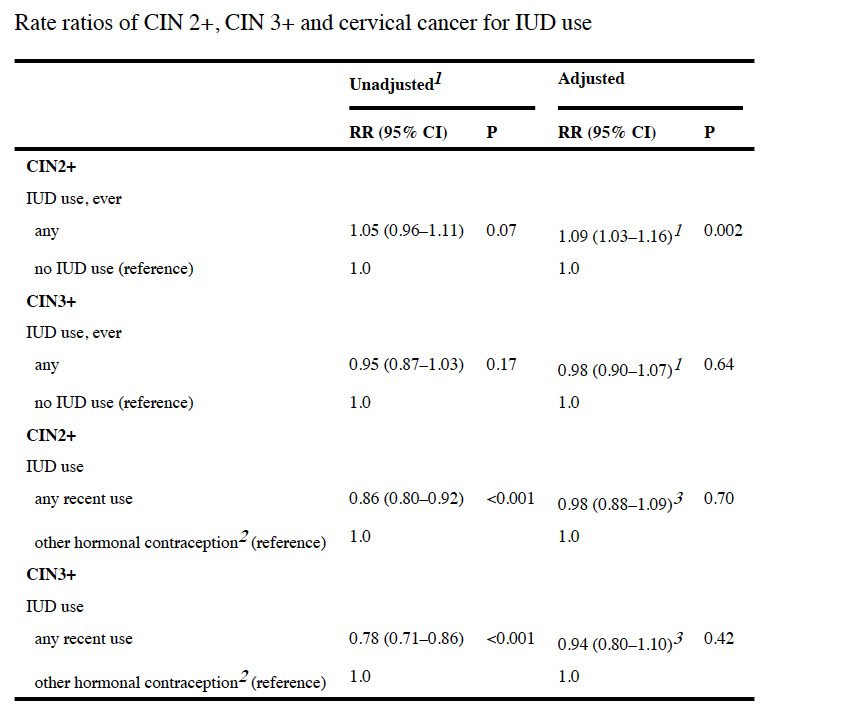 Rate ratios of CIN 2+, CIN 3+ and cervical cancer for IUD use
Unadjusted1 Adjusted
RR (95% CI) P RR (95% CI) P
CIN2+
IUD use, ever
any 1.05 (0.96–1.11) 0.07 1.09 (1.03–1.16)1 0.002
no IUD use (reference) 1.0 1.0
CIN3+
IUD use, ever
any 0.95 (0.87–1.03) 0.17 0.98 (0.90–1.07)1 0.64
no IUD use (reference) 1.0 1.0
CIN2+
IUD use
any recent use 0.86 (0.80–0.92) <0.001 0.98 (0.88–1.09)3 0.70
other hormonal contraception2 (reference) 1.0 1.0
CIN3+
IUD use
any recent use 0.78 (0.71–0.86) <0.001 0.94 (0.80–1.10)3 0.42
other hormonal contraception2 (reference) 1.0 1.0